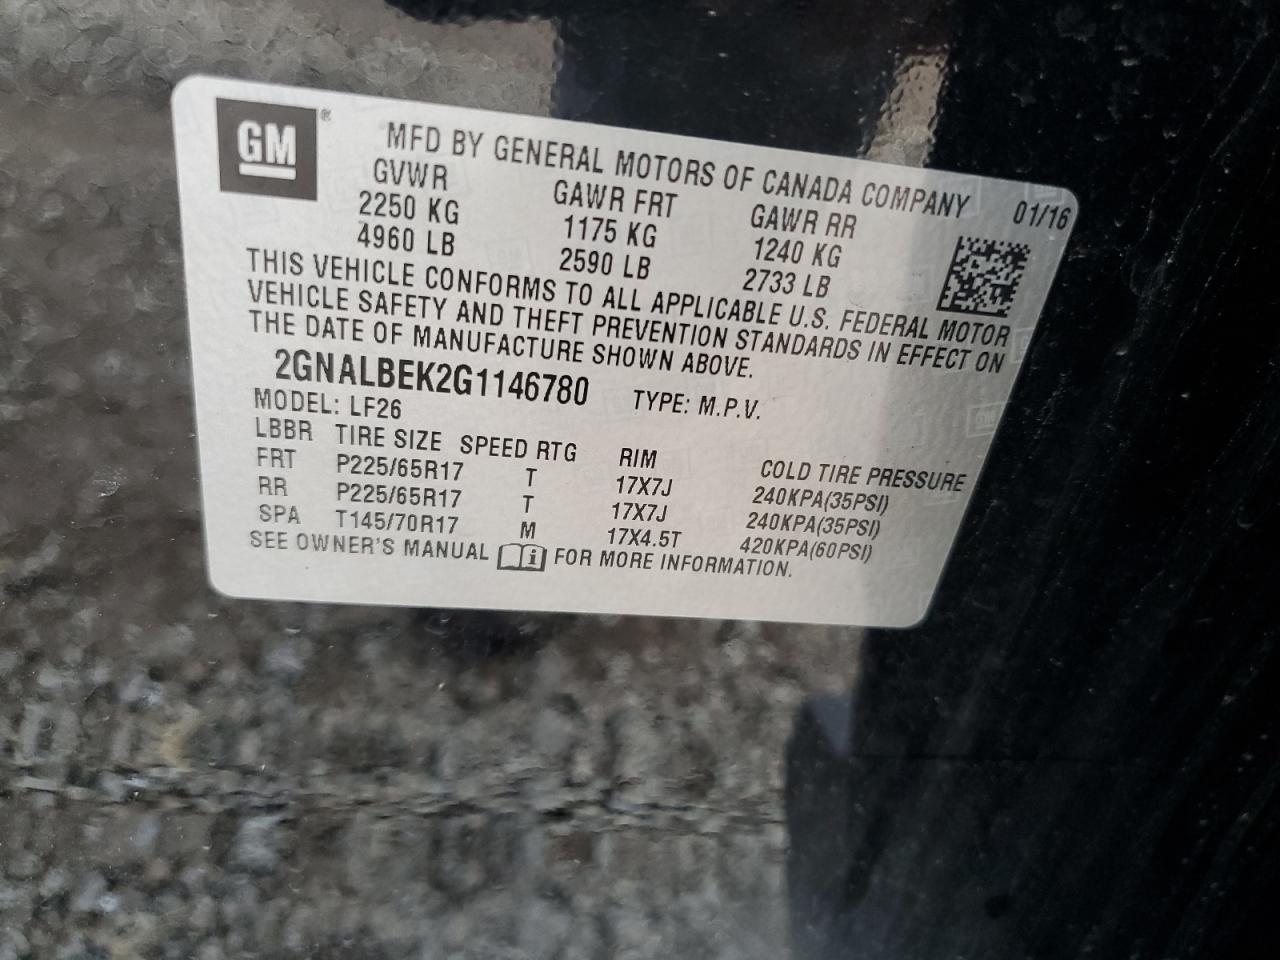 GM®
MFD BY GENERAL MOTORS OF CANADA COMPANY 01/16
GVWR GAWR FRT GAWR RR
2250 KG 1175 KG 1240 KG
4960 LB 2590 LB 2733 LB
THIS VEHICLE CONFORMS TO ALL APPLICABLE U.S. FEDERAL MOTOR
VEHICLE SAFETY AND THEFT PREVENTION STANDARDS IN EFFECT ON
THE DATE OF MANUFACTURE SHOWN ABOVE.
2GNALBEK2G1146780 TYPE: M.P.V.
MODEL: LF26
LBBR TIRE SIZE SPEED RTG RIM COLD TIRE PRESSURE
FRT P225/65R17 T 17X7J 240KPA(35PSI)
RR P225/65R17 T 17X7J 240KPA(35PSI)
SPA T145/70R17 M 17X4.5T 420KPA(60PSI)
SEE OWNER'S MANUAL i FOR MORE INFORMATION.